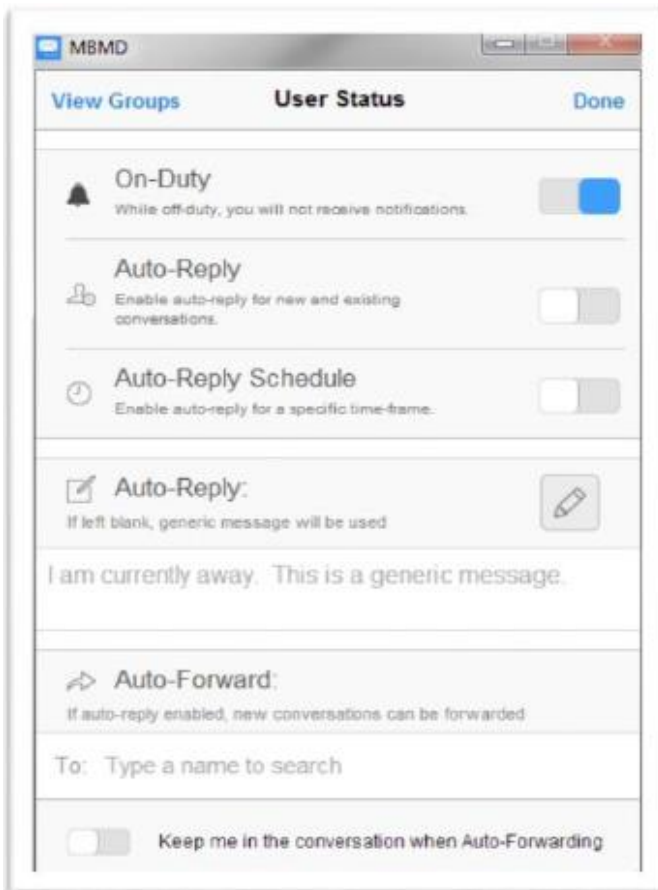 MBMD
View Groups User Status Done
On-Duty
While off-duty, you will not receive notifications.
Auto-Reply
Enable auto-reply for new and existing
conversations.
Auto-Reply Schedule
Enable auto-reply for a specific time-frame.
Auto-Reply:
If left blank, generic message will be used
I am currently away. This is a generic message.
Auto-Forward:
If auto-reply enabled, new conversations can be forwarded
To: Type a name to search
Keep me in the conversation when Auto-Forwarding